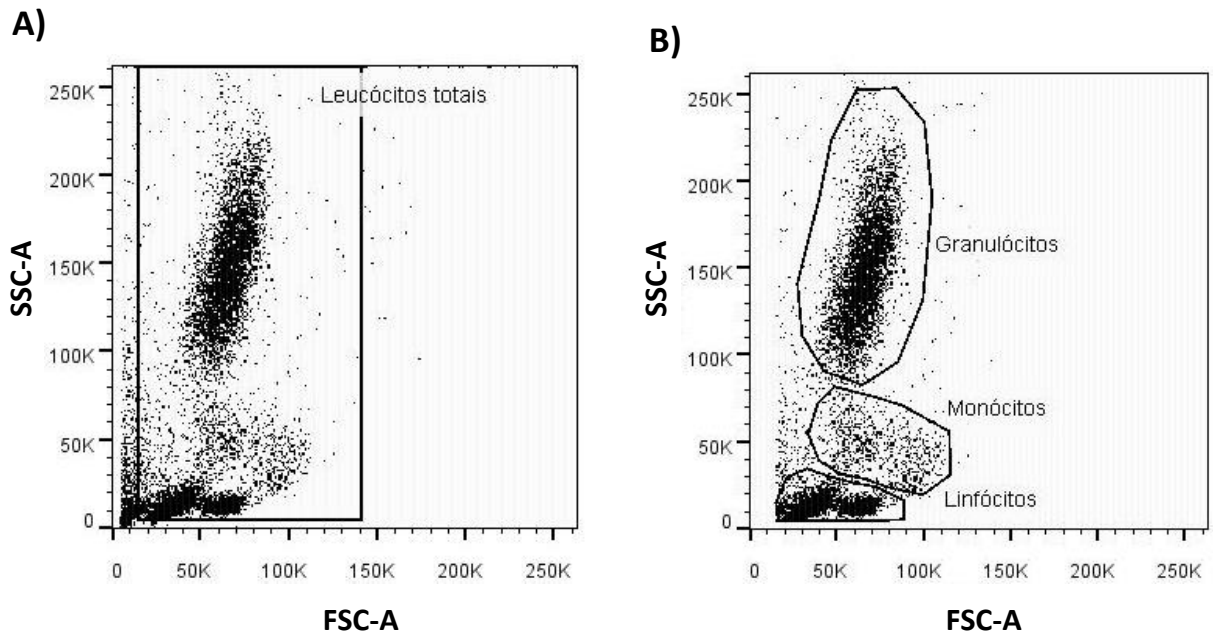 A)
Leucócitos totais
250K
200K
150K
100K
50K
0
SSC-A
0 50K 100K 150K 200K 250K
FSC-A
B)
250K
200K
150K
100K
50K
0
SSC-A
Granulócitos
Monócitos
Linfócitos
0 50K 100K 150K 200K 250K
FSC-A